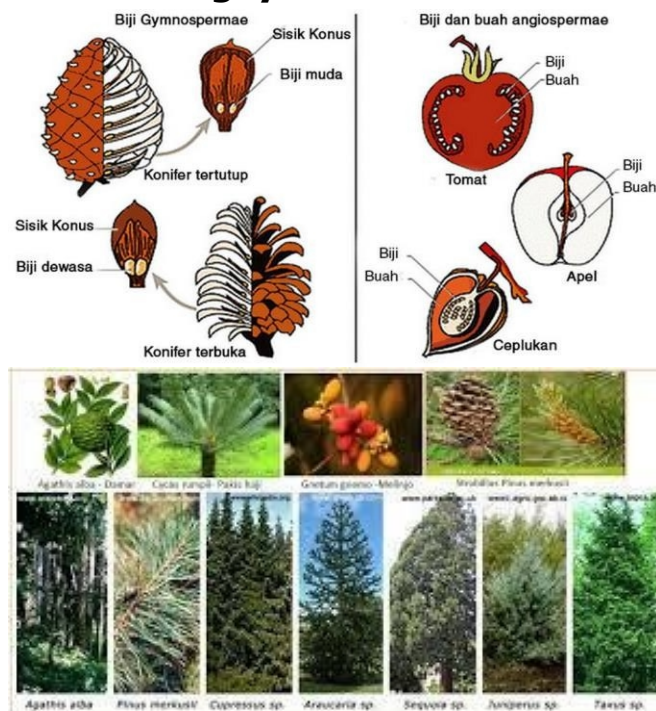 Biji Gymnospermae
Sisik Konus
Biji muda
Konifer tertutup
Sisik Konus
Biji dewasa
Konifer terbuka
Biji dan buah angiospermae
Biji
Buah
Tomat
Biji
Buah
Apel
Biji
Buah
Ceplukan
Agathis alba - Damar
Cycas rumpii- Pakis haji
Gnetum gnemo -Melinjo
Strobillus Pinus merkusii
Agathis alba
Pinus merkusii
Cupressus sp.
Araucaria sp.
Sequoia sp.
Juniperus sp.
Taxus sp.